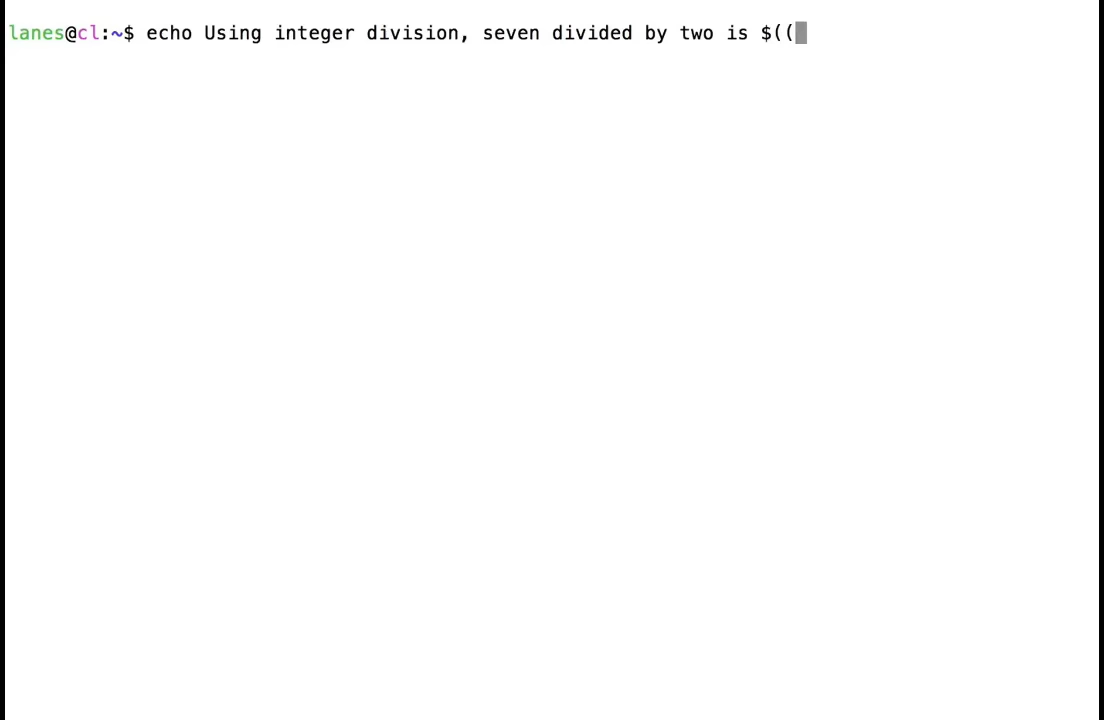 lanes@cl:~$ echo Using integer division, seven divided by two is $((